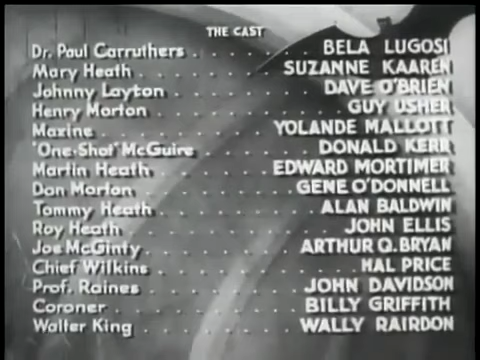 THE CAST
Dr. Paul Carruthers . . . . . . . . BELA LUGOSI
Mary Heath . . . . . . . . SUZANNE KAAREN
Johnny Layton . . . . . . . . DAVE O'BRIEN
Henry Morton . . . . . . . . GUY USHER
Maxine . . . . . . . . YOLANDE MALLOTT
"One-Shot" McGuire . . . . . . . . DONALD KERR
Martin Heath . . . . . . . . EDWARD MORTIMER
Don Morton . . . . . . . . GENE O'DONNELL
Tommy Heath . . . . . . . . ALAN BALDWIN
Roy Heath . . . . . . . . JOHN ELLIS
Joe McGinty . . . . . . . . ARTHUR Q. BRYAN
Chief Wilkins . . . . . . . . HAL PRICE
Prof. Raines . . . . . . . . JOHN DAVIDSON
Coroner . . . . . . . . BILLY GRIFFITH
Walter King . . . . . . . . WALLY RAIRDON